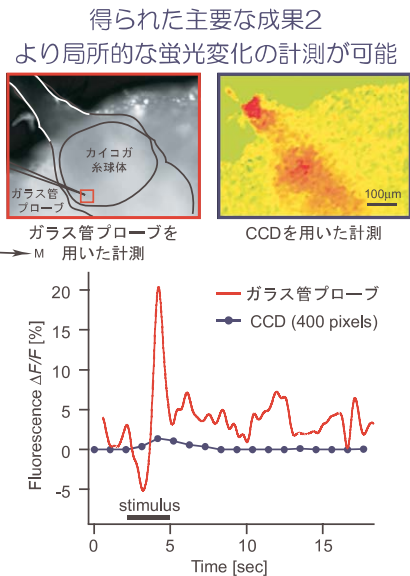 得られた主要な成果2
より局所的な蛍光変化の計測が可能
カイコガ
糸球体
ガラス管
プローブ
100μm
ガラス管プローブを
用いた計測
M
CCDを用いた計測
20
15
10
5
0
-5
Fluorescence ΔF/F [%]
ガラス管プローブ
CCD (400 pixels)
stimulus
0
5
10
15
Time [sec]